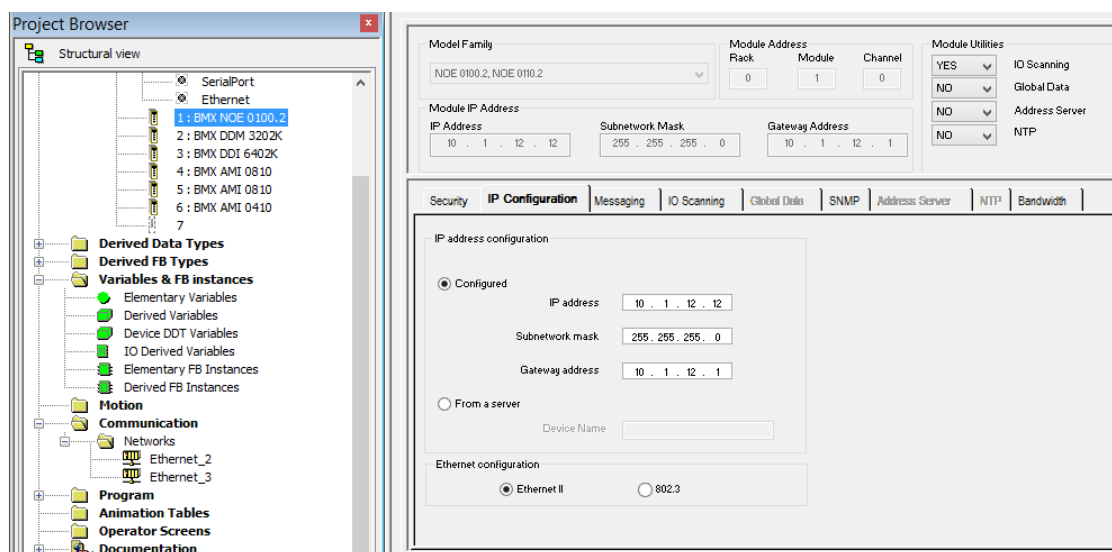 Project Browser
Structural view
SerialPort
Ethernet
1 : BMX NOE 0100.2
2 : BMX DDM 3202K
3 : BMX DDI 6402K
4 : BMX AMI 0810
5 : BMX AMI 0810
6 : BMX AMI 0410
7
Derived Data Types
Derived FB Types
Variables & FB instances
Elementary Variables
Derived Variables
Device DDT Variables
IO Derived Variables
Elementary FB Instances
Derived FB Instances
Motion
Communication
Networks
Ethernet_2
Ethernet_3
Program
Animation Tables
Operator Screens
Documentation
Model Family
NOE 0100.2, NOE 0110.2
Module Address
Rack Module Channel
0 1 0
Module Utilities
YES IO Scanning
NO Global Data
NO Address Server
NO NTP
Module IP Address
IP Address Subnetwork Mask Gateway Address
10 . 1 . 12 . 12 255 . 255 . 255 . 0 10 . 1 . 12 . 1
Security IP Configuration Messaging IO Scanning Global Data SNMP Address Server NTP Bandwidth
IP address configuration
Configured
IP address 10 . 1 . 12 . 12
Subnetwork mask 255 . 255 . 255 . 0
Gateway address 10 . 1 . 12 . 1
From a server
Device Name
Ethernet configuration
Ethernet II 802.3